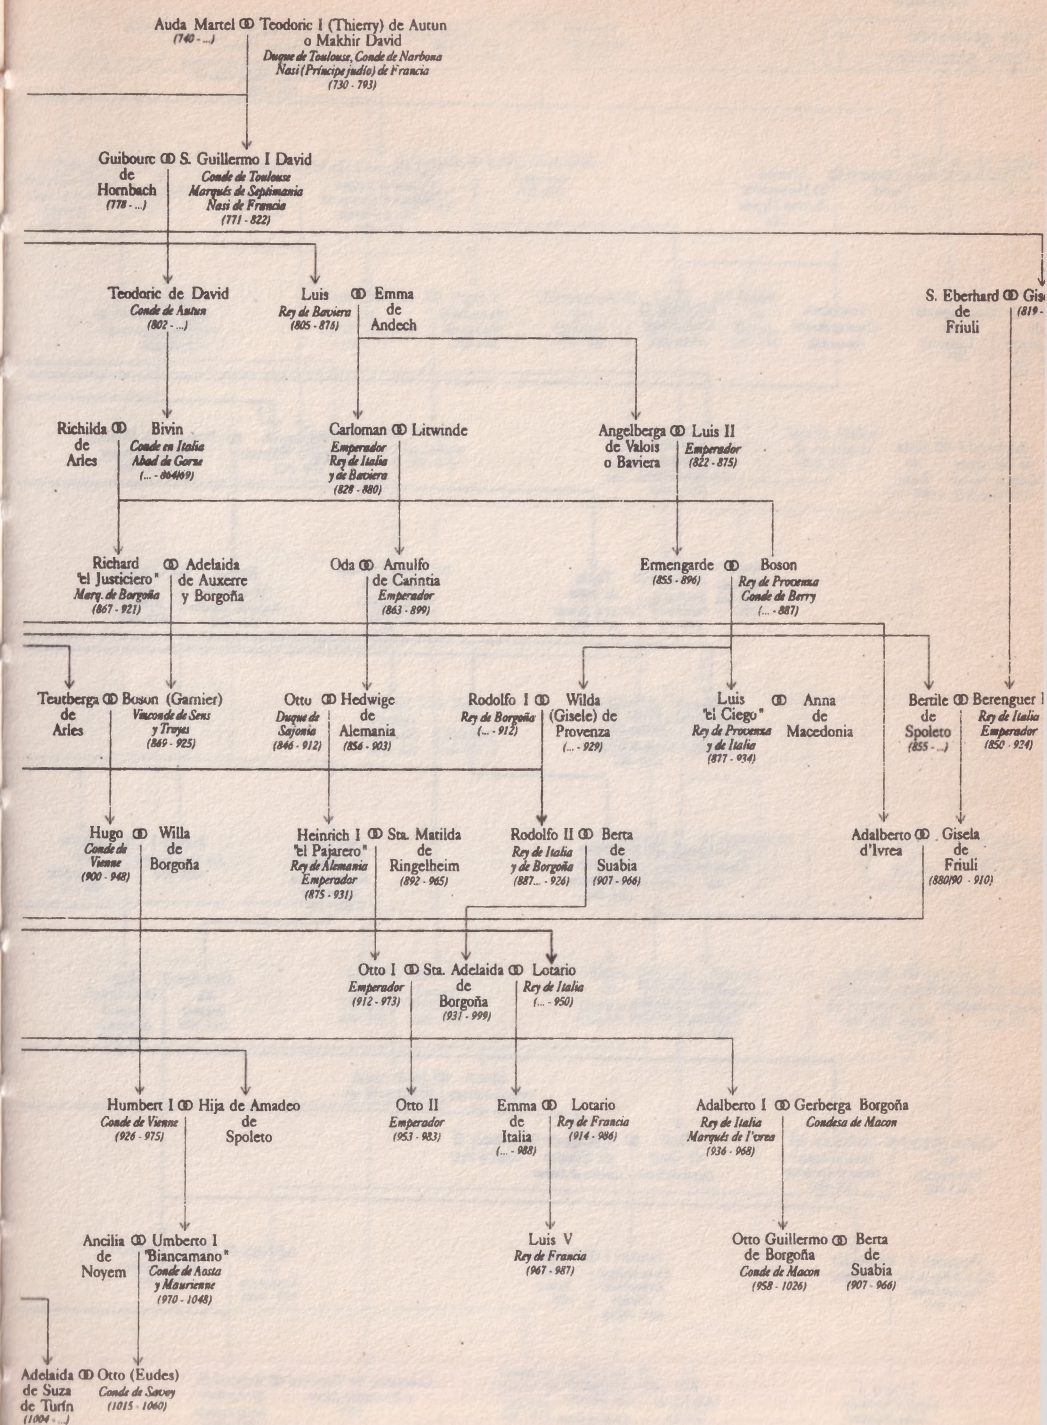 Auda Martel ⚭ Teodoric I (Thierry) de Autun
(740 - ...) o Makhir David
Duque de Toulouse, Conde de Narbona
Nasi (Príncipe judío) de Francia
(730 - 793)
Guibourc ⚭ S. Guillermo I David
de Hornbach
(778 - ...)
Conde de Toulouse
Marqués de Septimania
Nasi de Francia
(771 - 822)
Teodoric de David
Conde de Autun
(802 - ...)
Luis ⚭ Emma
Rey de Baviera
(805 - 876)
de
Andech
S. Eberhard ⚭ Gis
de
Friuli
(819 -
Richilda ⚭ Bivin
de
Arles
Conde en Italia
Abad de Gorze
(... - 864/69)
Carloman ⚭ Litwinde
Emperador
Rey de Italia
y de Baviera
(828 - 880)
Angelberga ⚭ Luis II
de Valois
o Baviera
Emperador
(822 - 875)
Richard ⚭ Adelaida
"el Justiciero"
Marq. de Borgoña
(867 - 921)
de Auxerre
y Borgoña
Oda ⚭ Arnulfo
de Carintia
Emperador
(863 - 899)
Ermengarde ⚭ Boson
(855 - 896)
Rey de Provenza
Conde de Berry
(... - 887)
Teutberga ⚭ Boson (Garnier)
de
Arles
Vizconde de Sens
y Troyes
(869 - 925)
Otto ⚭ Hedwige
Duque de
Sajonia
(846 - 912)
de
Alemania
(856 - 903)
Rodolfo I ⚭ Wilda
Rey de Borgoña
(... - 912)
(Gisele) de
Provenza
(... - 929)
Luis ⚭ Anna
"el Ciego"
Rey de Provenza
y de Italia
(877 - 934)
de
Macedonia
Bertile ⚭ Berenguer I
de
Spoleto
(855 - ...)
Rey de Italia
Emperador
(850 - 924)
Hugo ⚭ Willa
Conde de
Vienne
(900 - 948)
de
Borgoña
Heinrich I ⚭ Sta. Matilda
"el Pajarero"
Rey de Alemania
Emperador
(875 - 931)
de
Ringelheim
(892 - 965)
Rodolfo II ⚭ Berta
Rey de Italia
y de Borgoña
(887... - 926)
de
Suabia
(907 - 966)
Adalberto ⚭ Gisela
d'Ivrea
de
Friuli
(880/90 - 910)
Otto I ⚭ Sta. Adelaida ⚭ Lotario
Emperador
(912 - 973)
de
Borgoña
(931 - 999)
Rey de Italia
(... - 950)
Humbert I ⚭ Hija de Amadeo
Conde de Vienne
(926 - 975)
de
Spoleto
Otto II
Emperador
(953 - 983)
Emma ⚭ Lotario
de
Italia
(... - 988)
Rey de Francia
(914 - 986)
Adalberto I ⚭ Gerberga Borgoña
Rey de Italia
Marqués de Ivrea
(936 - 968)
Condesa de Macon
Ancilia ⚭ Umberto I
de
Noyem
"Biancamano"
Conde de Aosta
y Maurienne
(970 - 1048)
Luis V
Rey de Francia
(967 - 987)
Otto Guillermo ⚭ Berta
de Borgoña
Conde de Macon
(958 - 1026)
de
Suabia
(907 - 966)
Adelaida ⚭ Otto (Eudes)
de Suza
de Turín
(1004 - ...)
Conde de Savoy
(1015 - 1060)